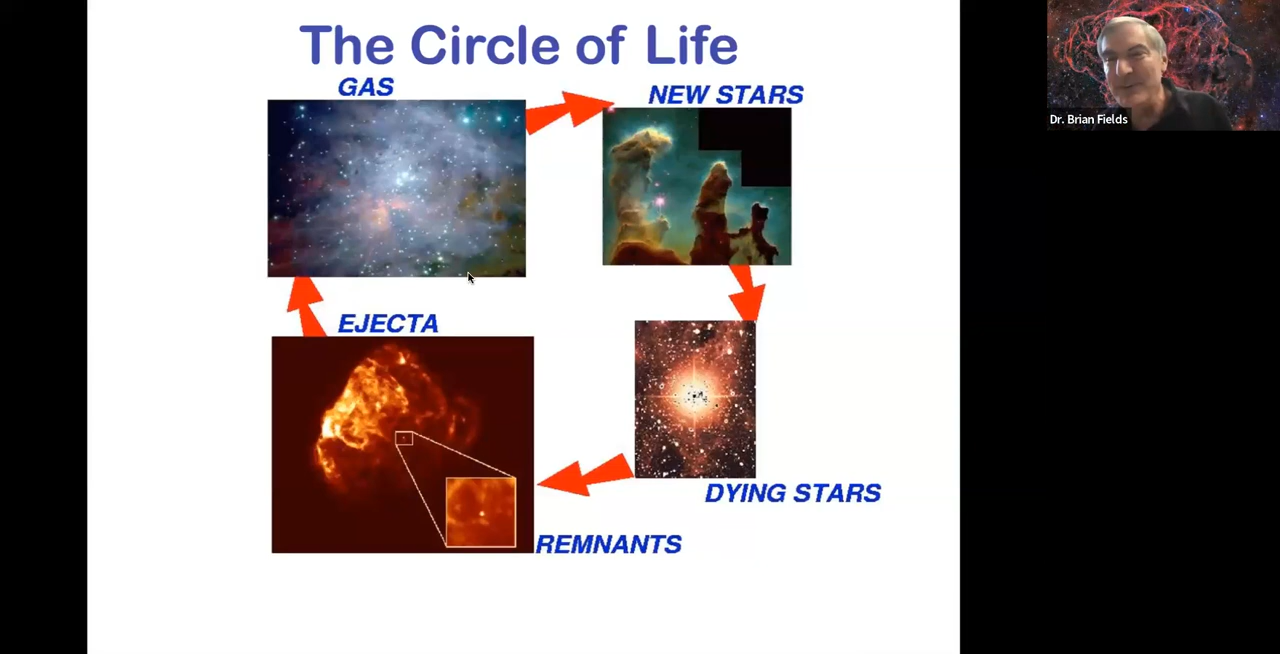 The Circle of Life
GAS
NEW STARS
EJECTA
DYING STARS
REMNANTS
Dr. Brian Fields